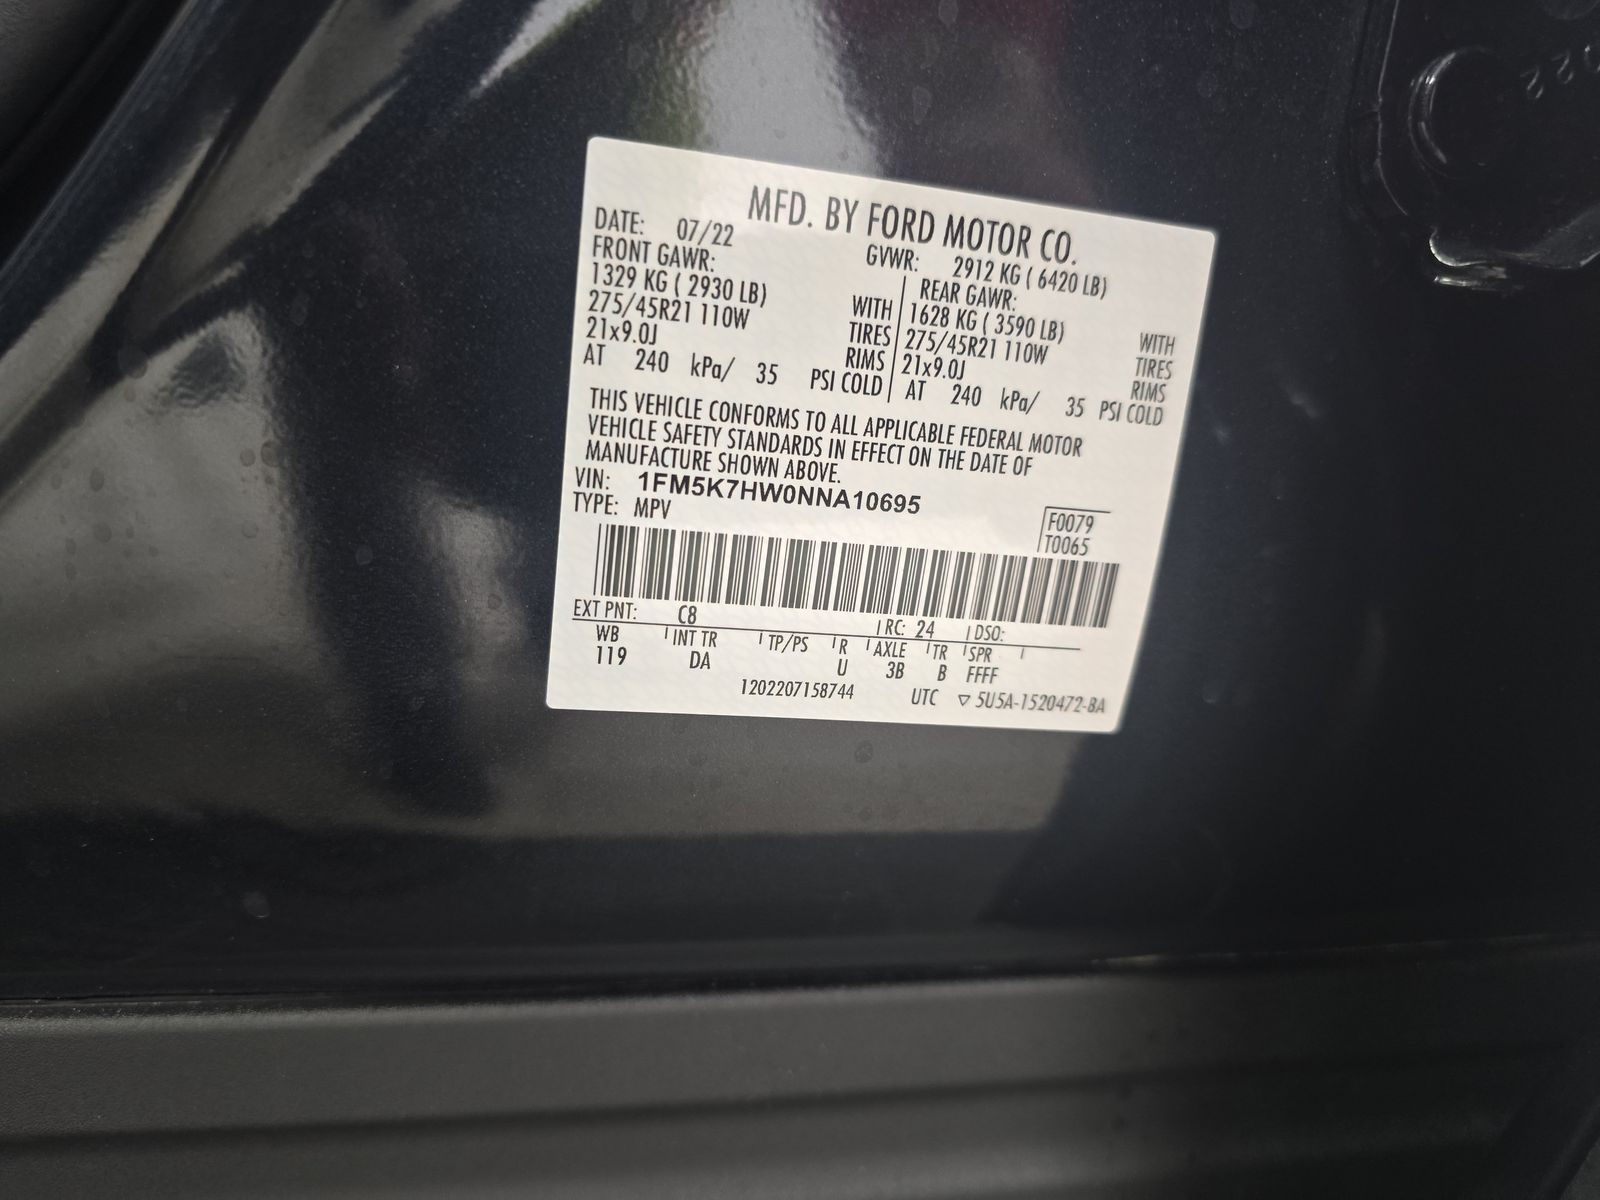 MFD. BY FORD MOTOR CO.
DATE: 07/22 GVWR: 2912 KG ( 6420 LB)
FRONT GAWR: REAR GAWR:
1329 KG ( 2930 LB) WITH 1628 KG ( 3590 LB) WITH
275/45R21 110W TIRES 275/45R21 110W TIRES
21x9.0J RIMS 21x9.0J RIMS
AT 240 kPa/ 35 PSI COLD AT 240 kPa/ 35 PSI COLD
THIS VEHICLE CONFORMS TO ALL APPLICABLE FEDERAL MOTOR
VEHICLE SAFETY STANDARDS IN EFFECT ON THE DATE OF
MANUFACTURE SHOWN ABOVE.
VIN: 1FM5K7HW0NNA10695
TYPE: MPV
F0079
T0065
EXT PNT: C8 RC: 24 DSO:
WB INT TR TP/PS R AXLE TR SPR
119 DA U 3B B FFFF
1202207158744 UTC ▽ 5U5A-1520472-BA